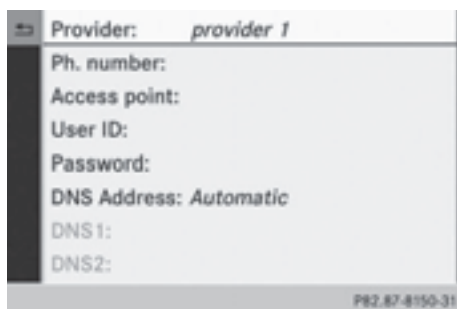 Provider: provider 1
Ph. number:
Access point:
User ID:
Password:
DNS Address: Automatic
DNS1:
DNS2:
P82.87-8150-31